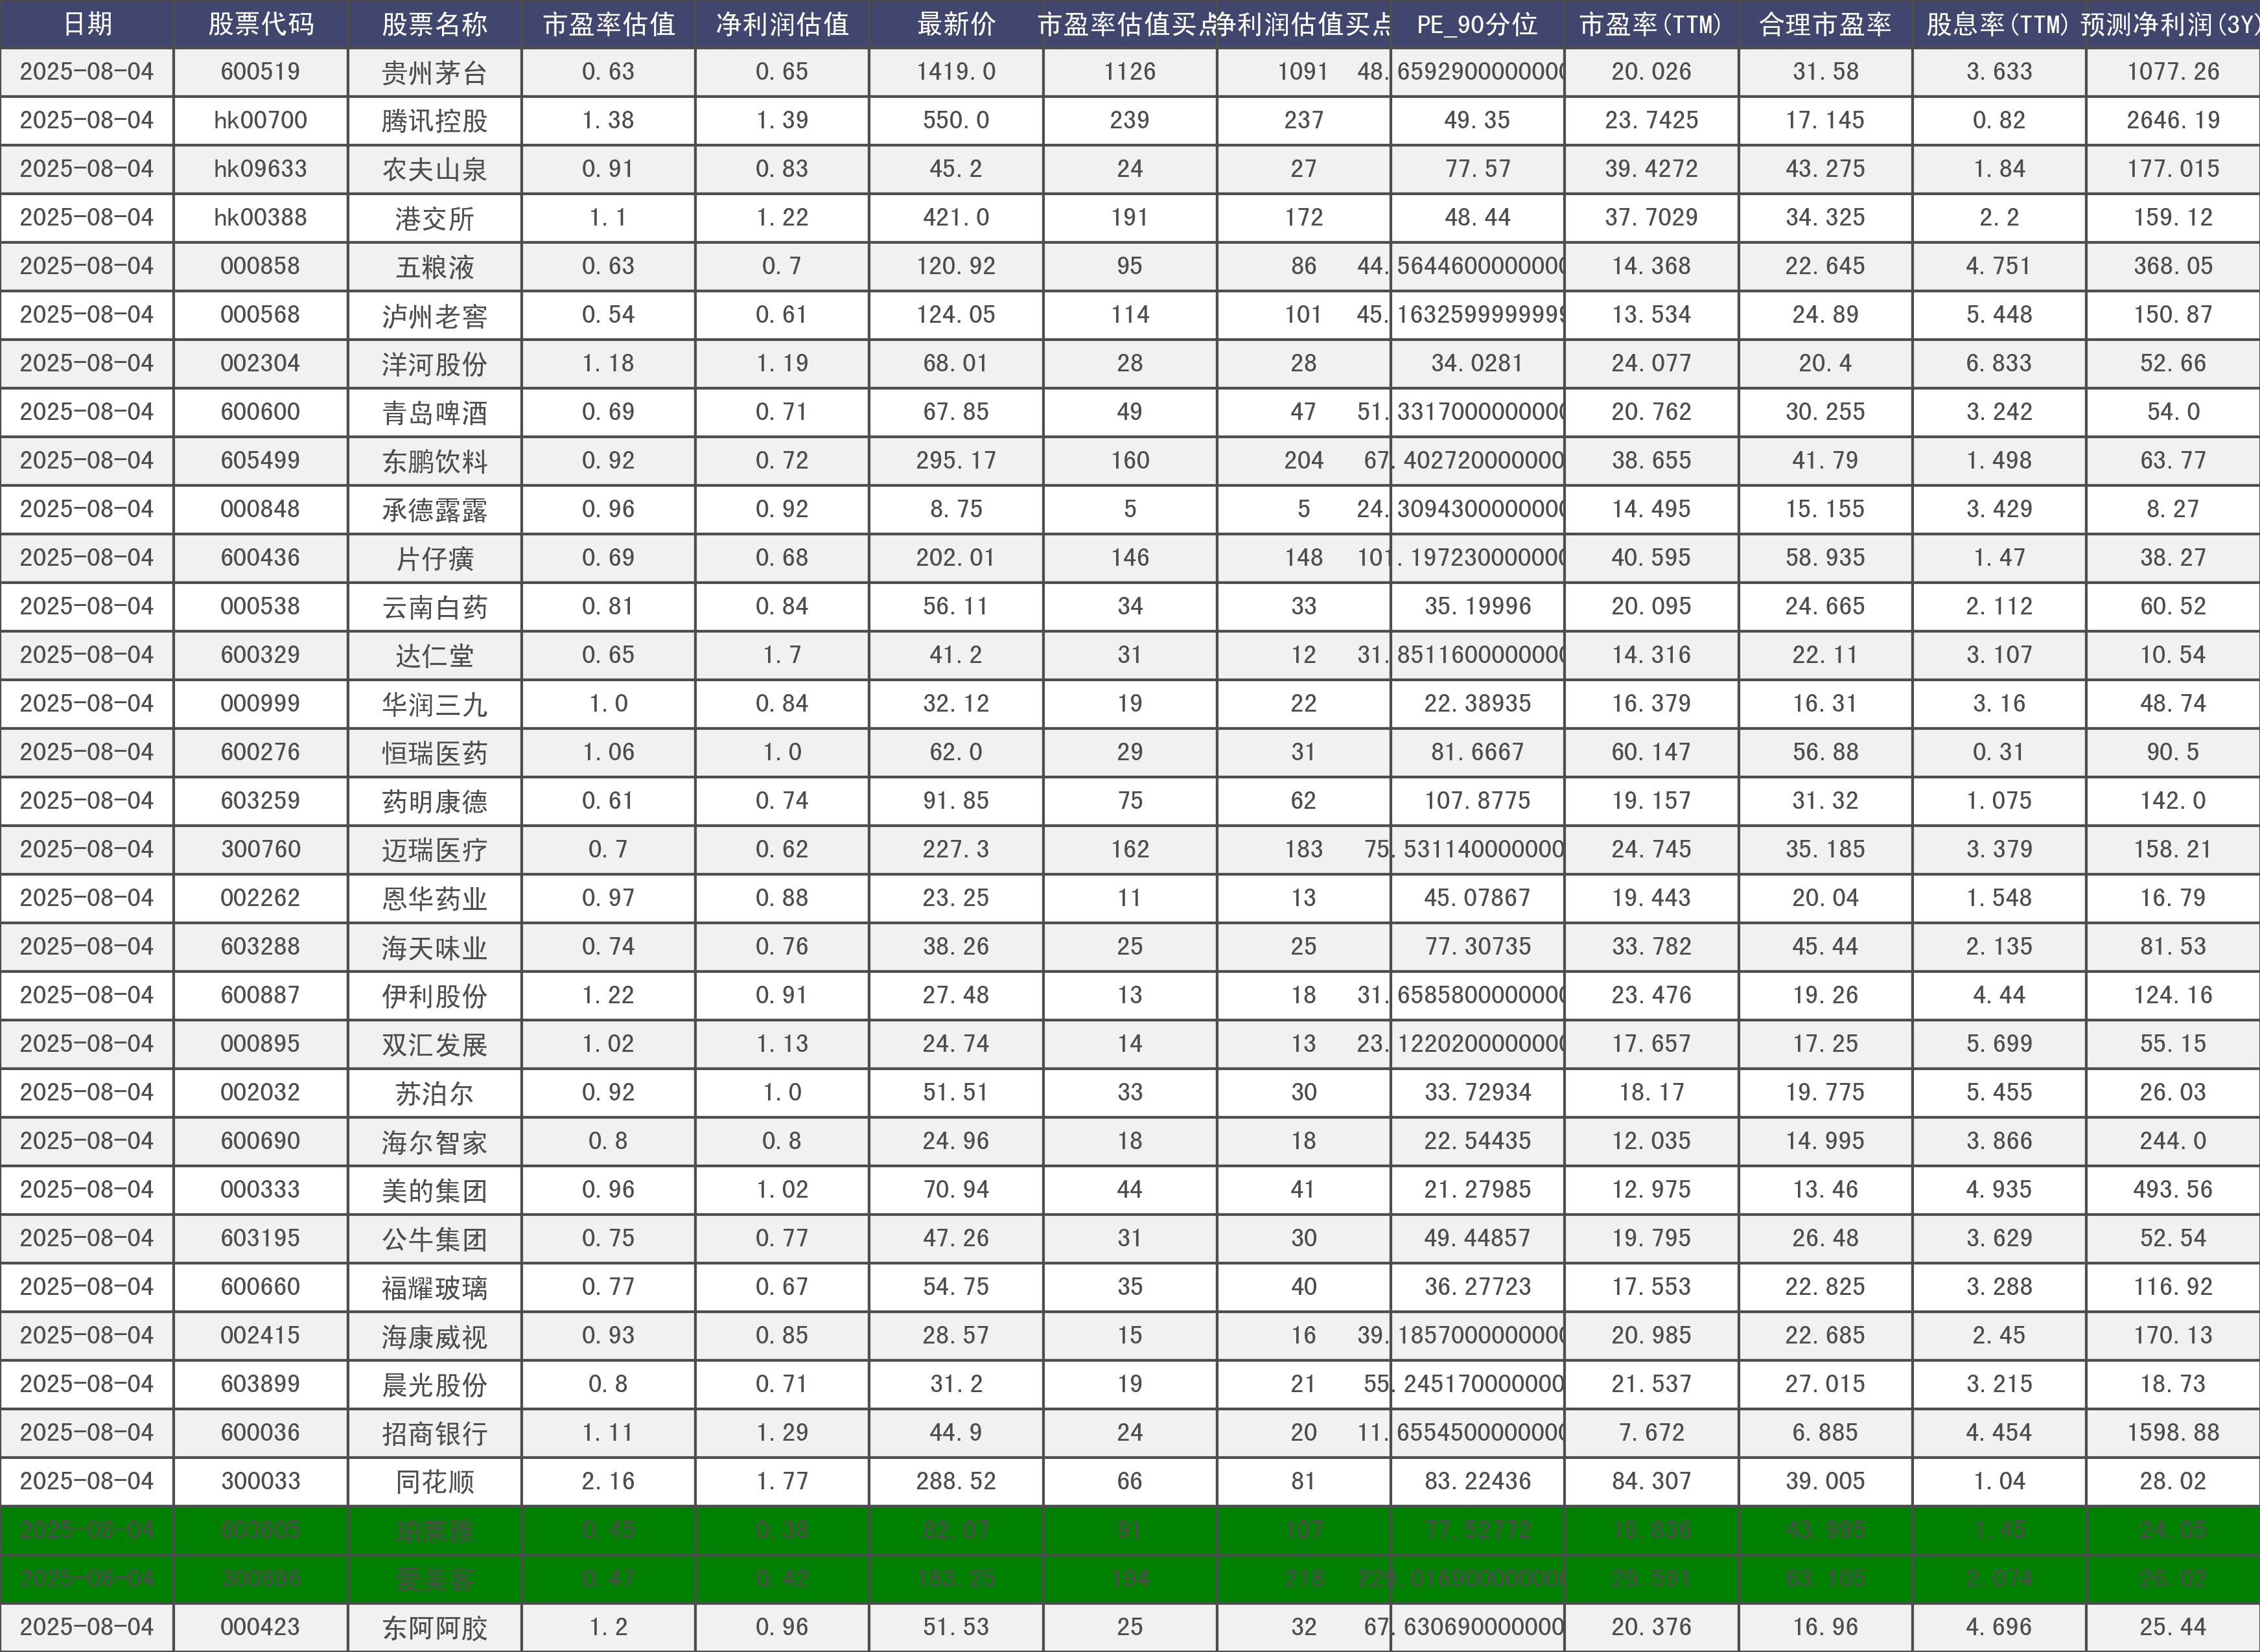 日期 股票代码 股票名称 市盈率估值 净利润估值 最新价 市盈率估值买点 净利润估值买点 PE_90分位 市盈率(TTM) 合理市盈率 股息率(TTM) 预测净利润(3Y)
2025-08-04 600519 贵州茅台 0.63 0.65 1419.0 1126 1091 48.6592900000000 20.026 31.58 3.633 1077.26
2025-08-04 hk00700 腾讯控股 1.38 1.39 550.0 239 237 49.35 23.7425 17.145 0.82 2646.19
2025-08-04 hk09633 农夫山泉 0.91 0.83 45.2 24 27 77.57 39.4272 43.275 1.84 177.015
2025-08-04 hk00388 港交所 1.1 1.22 421.0 191 172 48.44 37.7029 34.325 2.2 159.12
2025-08-04 000858 五粮液 0.63 0.7 120.92 95 86 44.5644600000000 14.368 22.645 4.751 368.05
2025-08-04 000568 泸州老窖 0.54 0.61 124.05 114 101 45.1632599999999 13.534 24.89 5.448 150.87
2025-08-04 002304 洋河股份 1.18 1.19 68.01 28 28 34.0281 24.077 20.4 6.833 52.66
2025-08-04 600600 青岛啤酒 0.69 0.71 67.85 49 47 51.3317000000000 20.762 30.255 3.242 54.0
2025-08-04 605499 东鹏饮料 0.92 0.72 295.17 160 204 67.402720000000 38.655 41.79 1.498 63.77
2025-08-04 000848 承德露露 0.96 0.92 8.75 5 5 24.3094300000000 14.495 15.155 3.429 8.27
2025-08-04 600436 片仔癀 0.69 0.68 202.01 146 148 101.197230000000 40.595 58.935 1.47 38.27
2025-08-04 000538 云南白药 0.81 0.84 56.11 34 33 35.19996 20.095 24.665 2.112 60.52
2025-08-04 600329 达仁堂 0.65 1.7 41.2 31 12 31.8511600000000 14.316 22.11 3.107 10.54
2025-08-04 000999 华润三九 1.0 0.84 32.12 19 22 22.38935 16.379 16.31 3.16 48.74
2025-08-04 600276 恒瑞医药 1.06 1.0 62.0 29 31 81.6667 60.147 56.88 0.31 90.5
2025-08-04 603259 药明康德 0.61 0.74 91.85 75 62 107.8775 19.157 31.32 1.075 142.0
2025-08-04 300760 迈瑞医疗 0.7 0.62 227.3 162 183 75.531140000000 24.745 35.185 3.379 158.21
2025-08-04 002262 恩华药业 0.97 0.88 23.25 11 13 45.07867 19.443 20.04 1.548 16.79
2025-08-04 603288 海天味业 0.74 0.76 38.26 25 25 77.30735 33.782 45.44 2.135 81.53
2025-08-04 600887 伊利股份 1.22 0.91 27.48 13 18 31.6585800000000 23.476 19.26 4.44 124.16
2025-08-04 000895 双汇发展 1.02 1.13 24.74 14 13 23.1220200000000 17.657 17.25 5.699 55.15
2025-08-04 002032 苏泊尔 0.92 1.0 51.51 33 30 33.72934 18.17 19.775 5.455 26.03
2025-08-04 600690 海尔智家 0.8 0.8 24.96 18 18 22.54435 12.035 14.995 3.866 244.0
2025-08-04 000333 美的集团 0.96 1.02 70.94 44 41 21.27985 12.975 13.46 4.935 493.56
2025-08-04 603195 公牛集团 0.75 0.77 47.26 31 30 49.44857 19.795 26.48 3.629 52.54
2025-08-04 600660 福耀玻璃 0.77 0.67 54.75 35 40 36.27723 17.553 22.825 3.288 116.92
2025-08-04 002415 海康威视 0.93 0.85 28.57 15 16 39.1857000000000 20.985 22.685 2.45 170.13
2025-08-04 603899 晨光股份 0.8 0.71 31.2 19 21 55.245170000000 21.537 27.015 3.215 18.73
2025-08-04 600036 招商银行 1.11 1.29 44.9 24 20 11.6554500000000 7.672 6.885 4.454 1598.88
2025-08-04 300033 同花顺 2.16 1.77 288.52 66 81 83.22436 84.307 39.005 1.04 28.02
2025-08-04 603605 珀莱雅 0.45 0.38 82.07 91 107 77.52772 19.836 43.995 1.45 24.05
2025-08-04 300896 爱美客 0.47 0.42 183.25 194 218 229.016900000000 29.591 63.105 2.074 26.02
2025-08-04 000423 东阿阿胶 1.2 0.96 51.53 25 32 67.630690000000 20.376 16.96 4.696 25.44